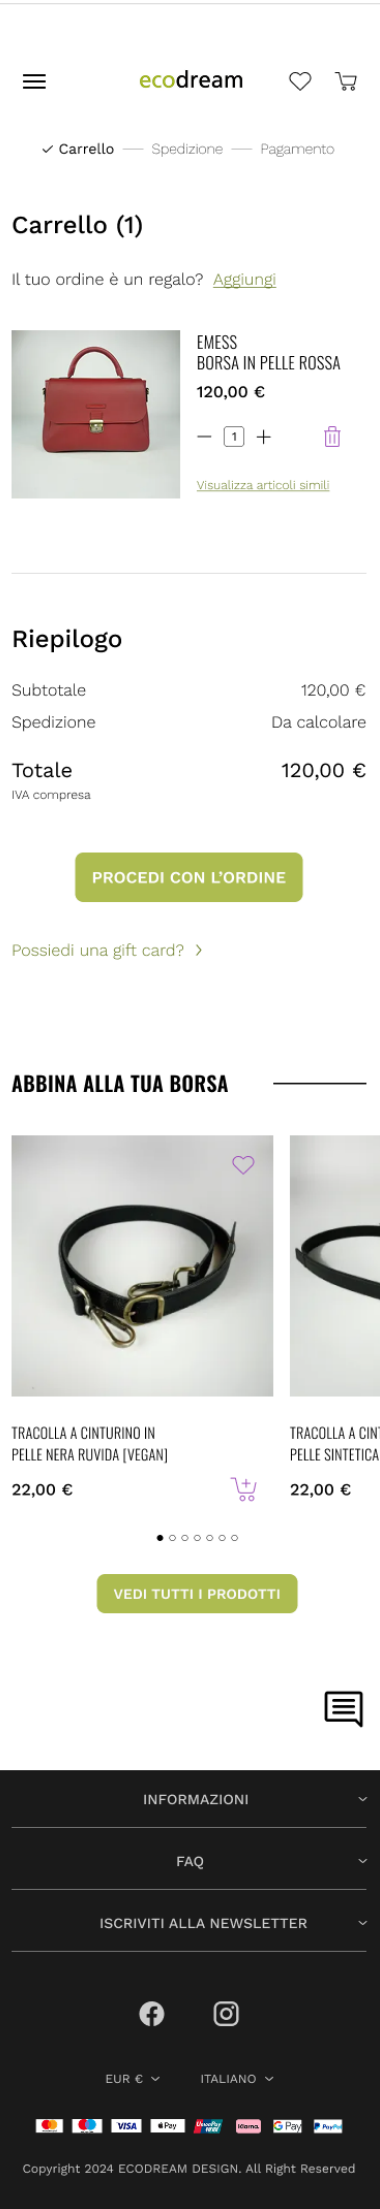 ecodream
Carrello — Spedizione — Pagamento
Carrello (1)
Il tuo ordine è un regalo? Aggiungi
EMESS
BORSA IN PELLE ROSSA
120,00 €
1
Visualizza articoli simili
Riepilogo
Subtotale 120,00 €
Spedizione Da calcolare
Totale 120,00 €
IVA compresa
PROCEDI CON L’ORDINE
Possiedi una gift card?
ABBINA ALLA TUA BORSA
TRACOLLA A CINTURINO IN
PELLE NERA RUVIDA [VEGAN]
22,00 €
TRACOLLA A CINT
PELLE SINTETICA
22,00 €
VEDI TUTTI I PRODOTTI
INFORMAZIONI
FAQ
ISCRIVITI ALLA NEWSLETTER
EUR € ITALIANO
VISA Pay UnionPay Klarna. G Pay PayPal
Copyright 2024 ECODREAM DESIGN. All Right Reserved